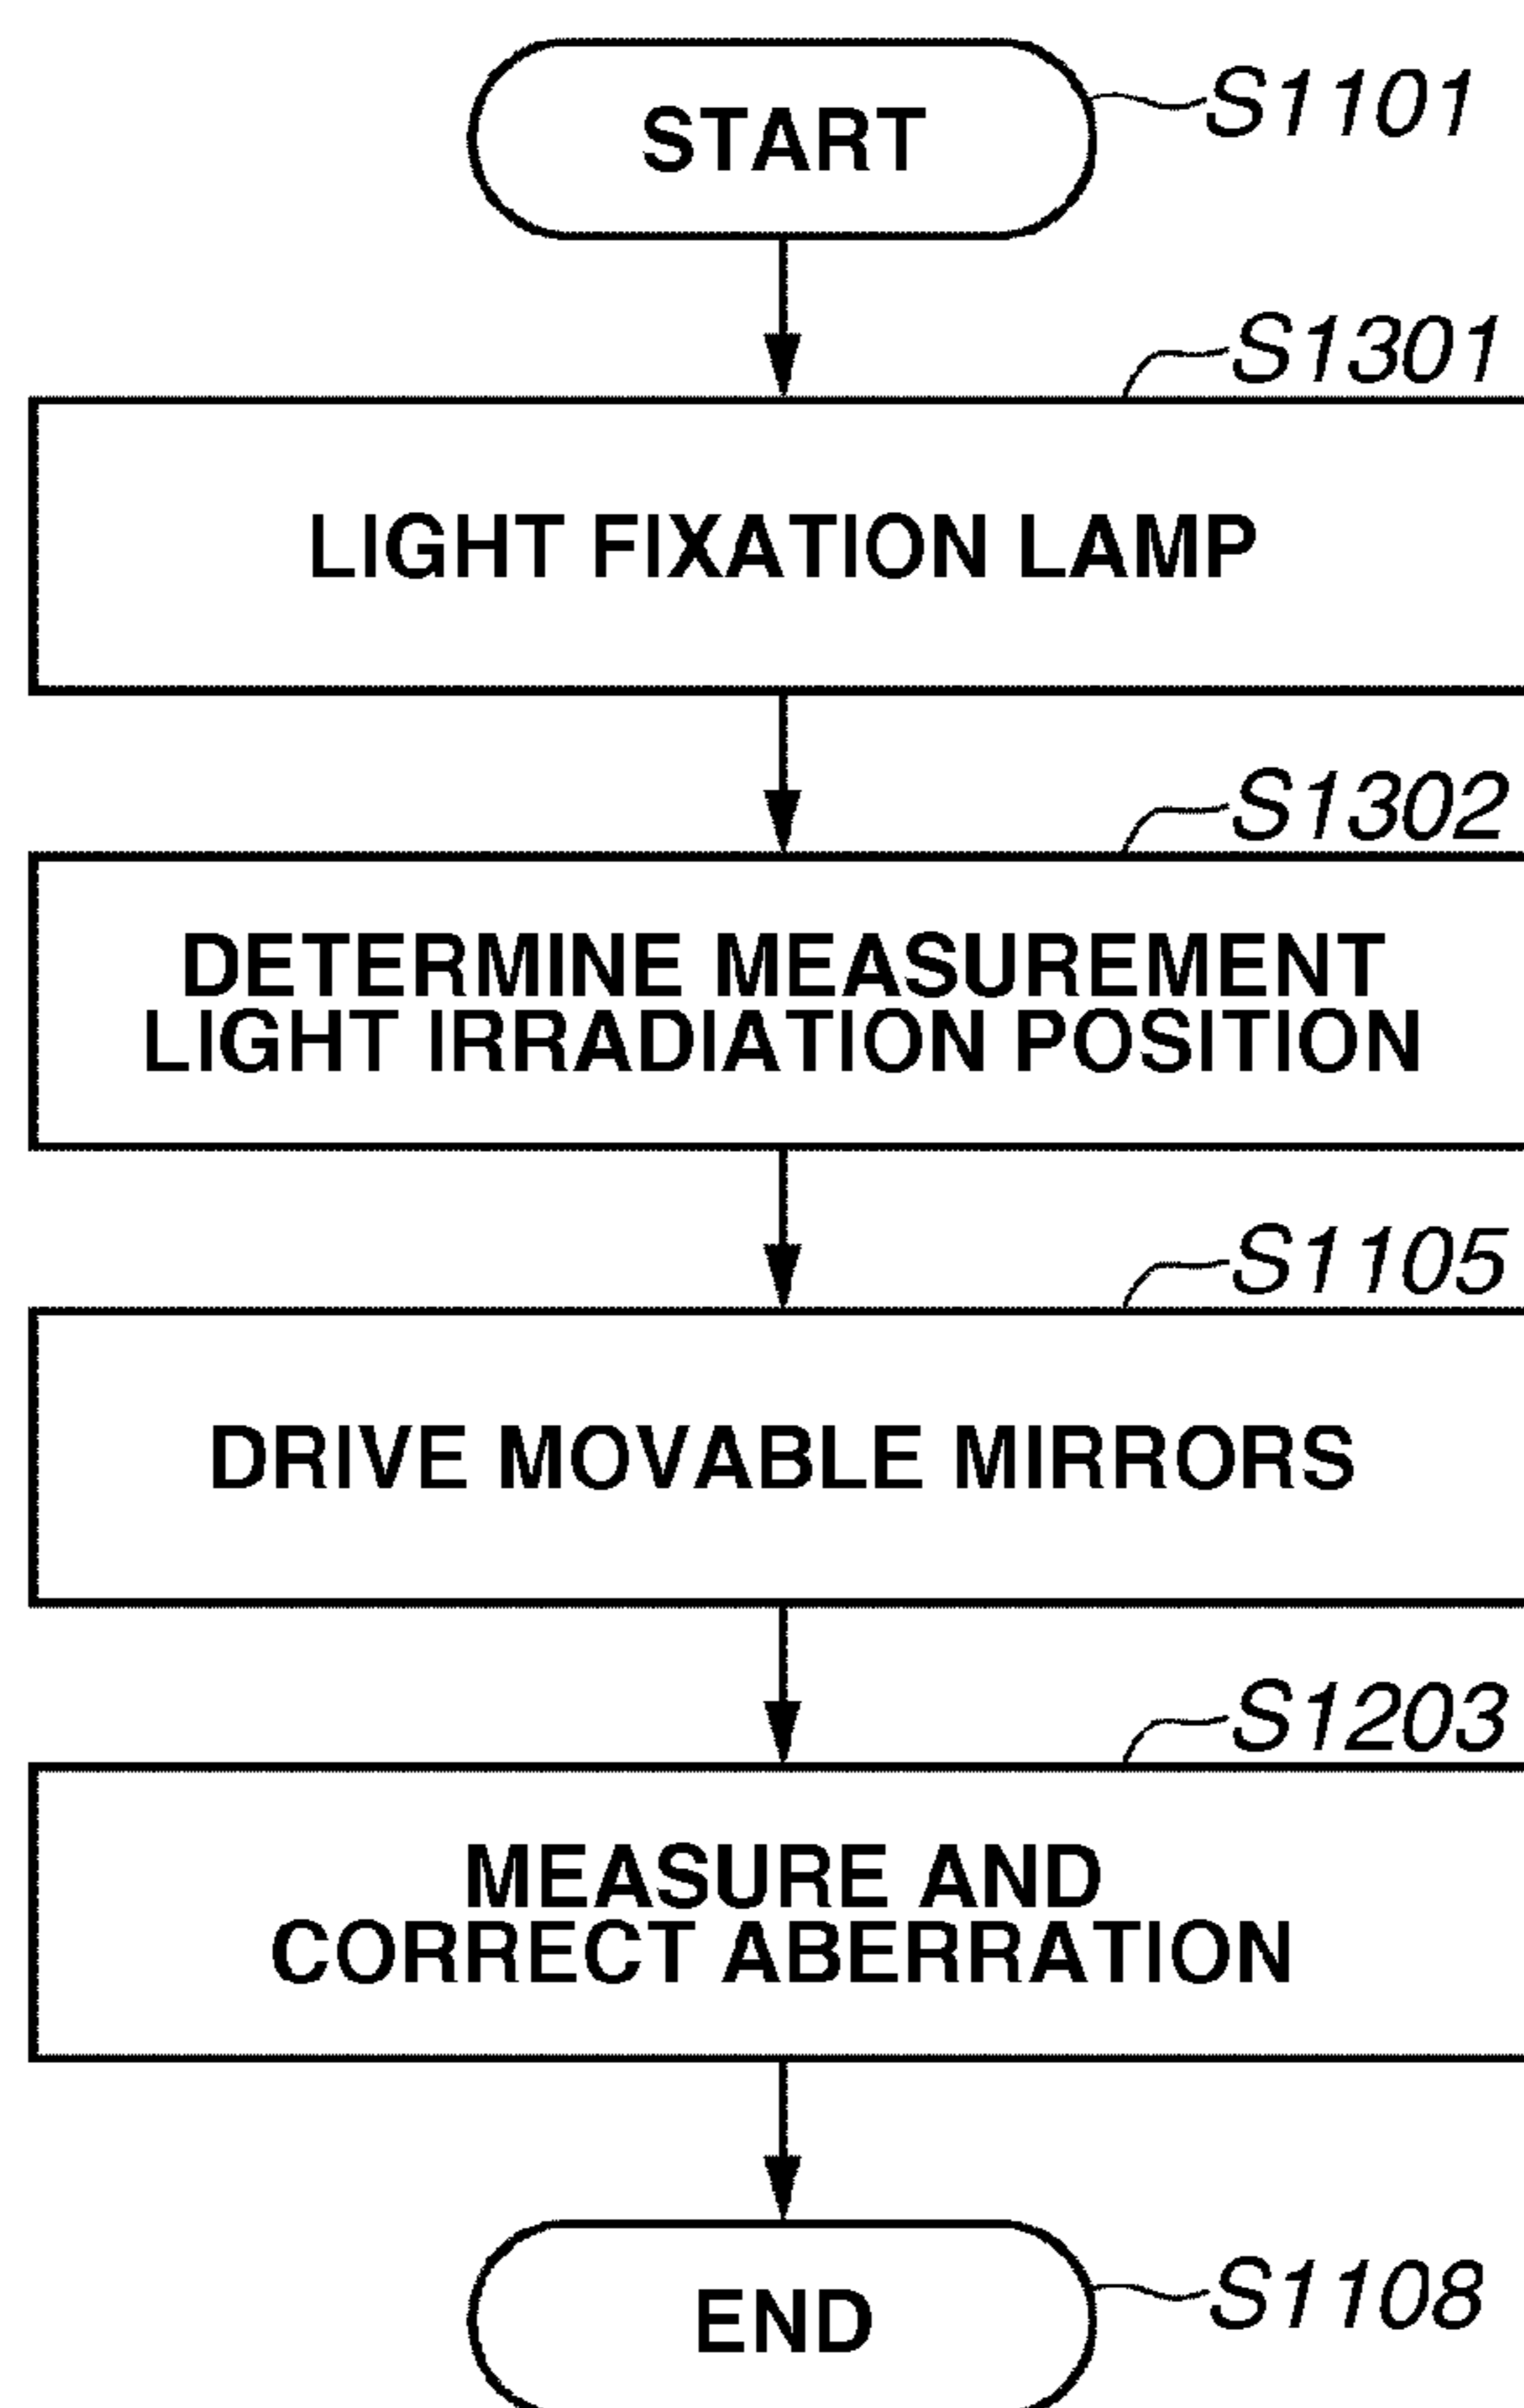 START
S1101
S1301
LIGHT FIXATION LAMP
S1302
DETERMINE MEASUREMENT
LIGHT IRRADIATION POSITION
S1105
DRIVE MOVABLE MIRRORS
S1203
MEASURE AND
CORRECT ABERRATION
END
S1108